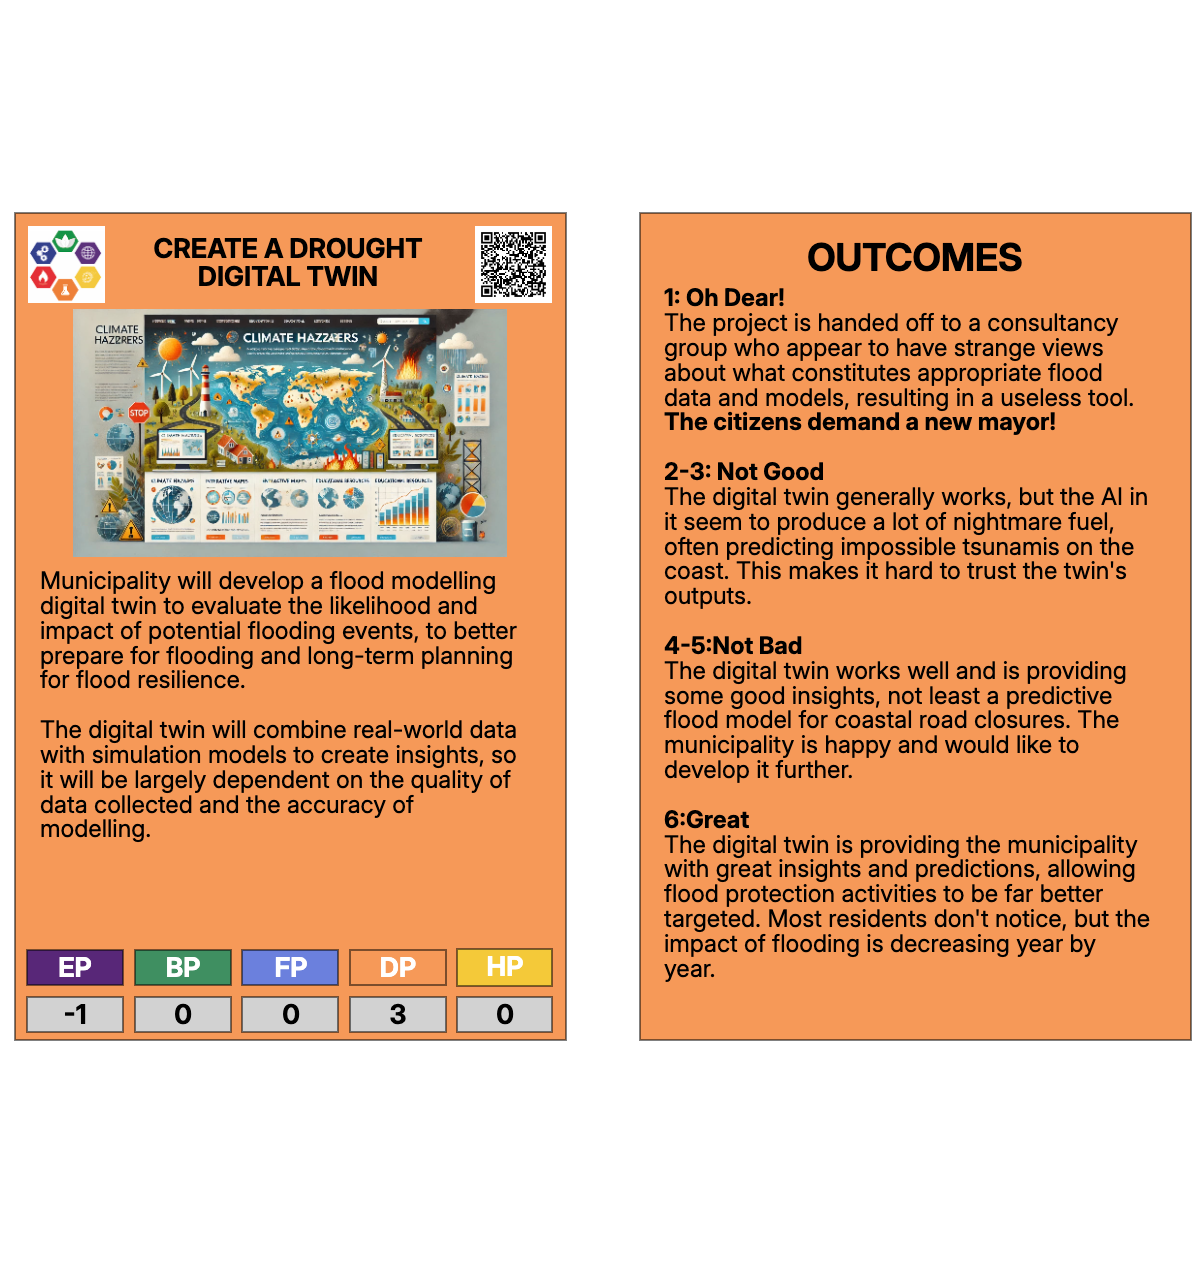 CREATE A DROUGHT
DIGITAL TWIN
CLIMATE
HAZZƧRERS
CLIMATE HAZZARERS
STOP
Municipality will develop a flood modelling
digital twin to evaluate the likelihood and
impact of potential flooding events, to better
prepare for flooding and long-term planning
for flood resilience.
The digital twin will combine real-world data
with simulation models to create insights, so
it will be largely dependent on the quality of
data collected and the accuracy of
modelling.
EP BP FP DP HP
-1 0 0 3 0
OUTCOMES
1: Oh Dear!
The project is handed off to a consultancy
group who appear to have strange views
about what constitutes appropriate flood
data and models, resulting in a useless tool.
The citizens demand a new mayor!
2-3: Not Good
The digital twin generally works, but the AI in
it seem to produce a lot of nightmare fuel,
often predicting impossible tsunamis on the
coast. This makes it hard to trust the twin's
outputs.
4-5:Not Bad
The digital twin works well and is providing
some good insights, not least a predictive
flood model for coastal road closures. The
municipality is happy and would like to
develop it further.
6:Great
The digital twin is providing the municipality
with great insights and predictions, allowing
flood protection activities to be far better
targeted. Most residents don't notice, but the
impact of flooding is decreasing year by
year.